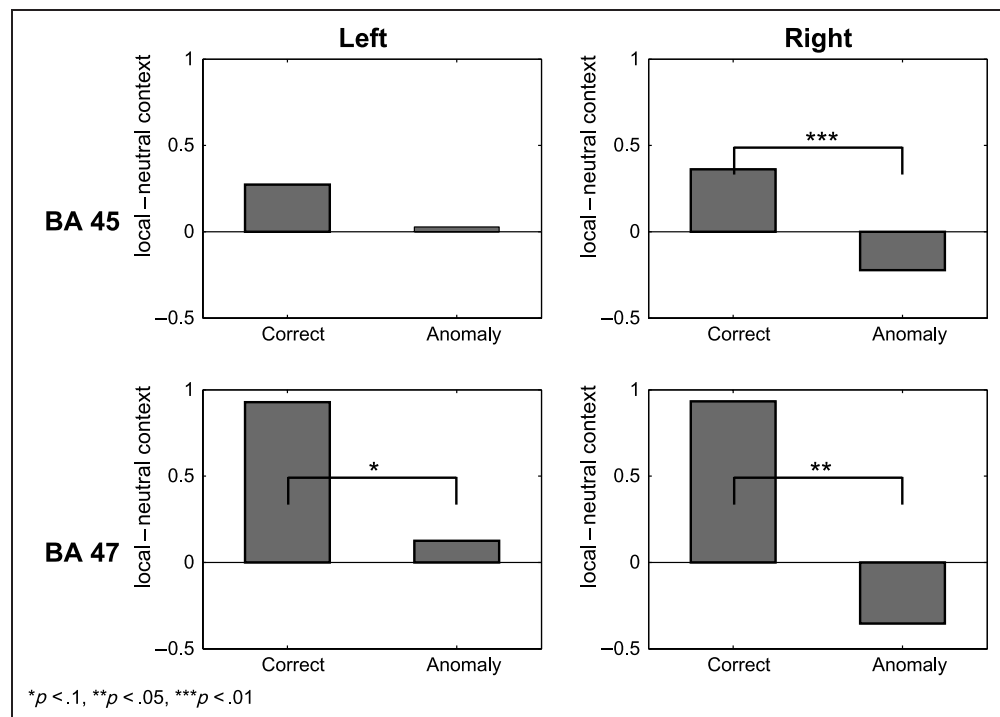 Left
Right
BA 45
local–neutral context
1
0.5
0
–0.5
Correct
Anomaly
local–neutral context
1
0.5
0
–0.5
***
Correct
Anomaly
BA 47
local–neutral context
1
0.5
0
–0.5
*
Correct
Anomaly
local–neutral context
1
0.5
0
–0.5
**
Correct
Anomaly
*p < .1, **p < .05, ***p < .01